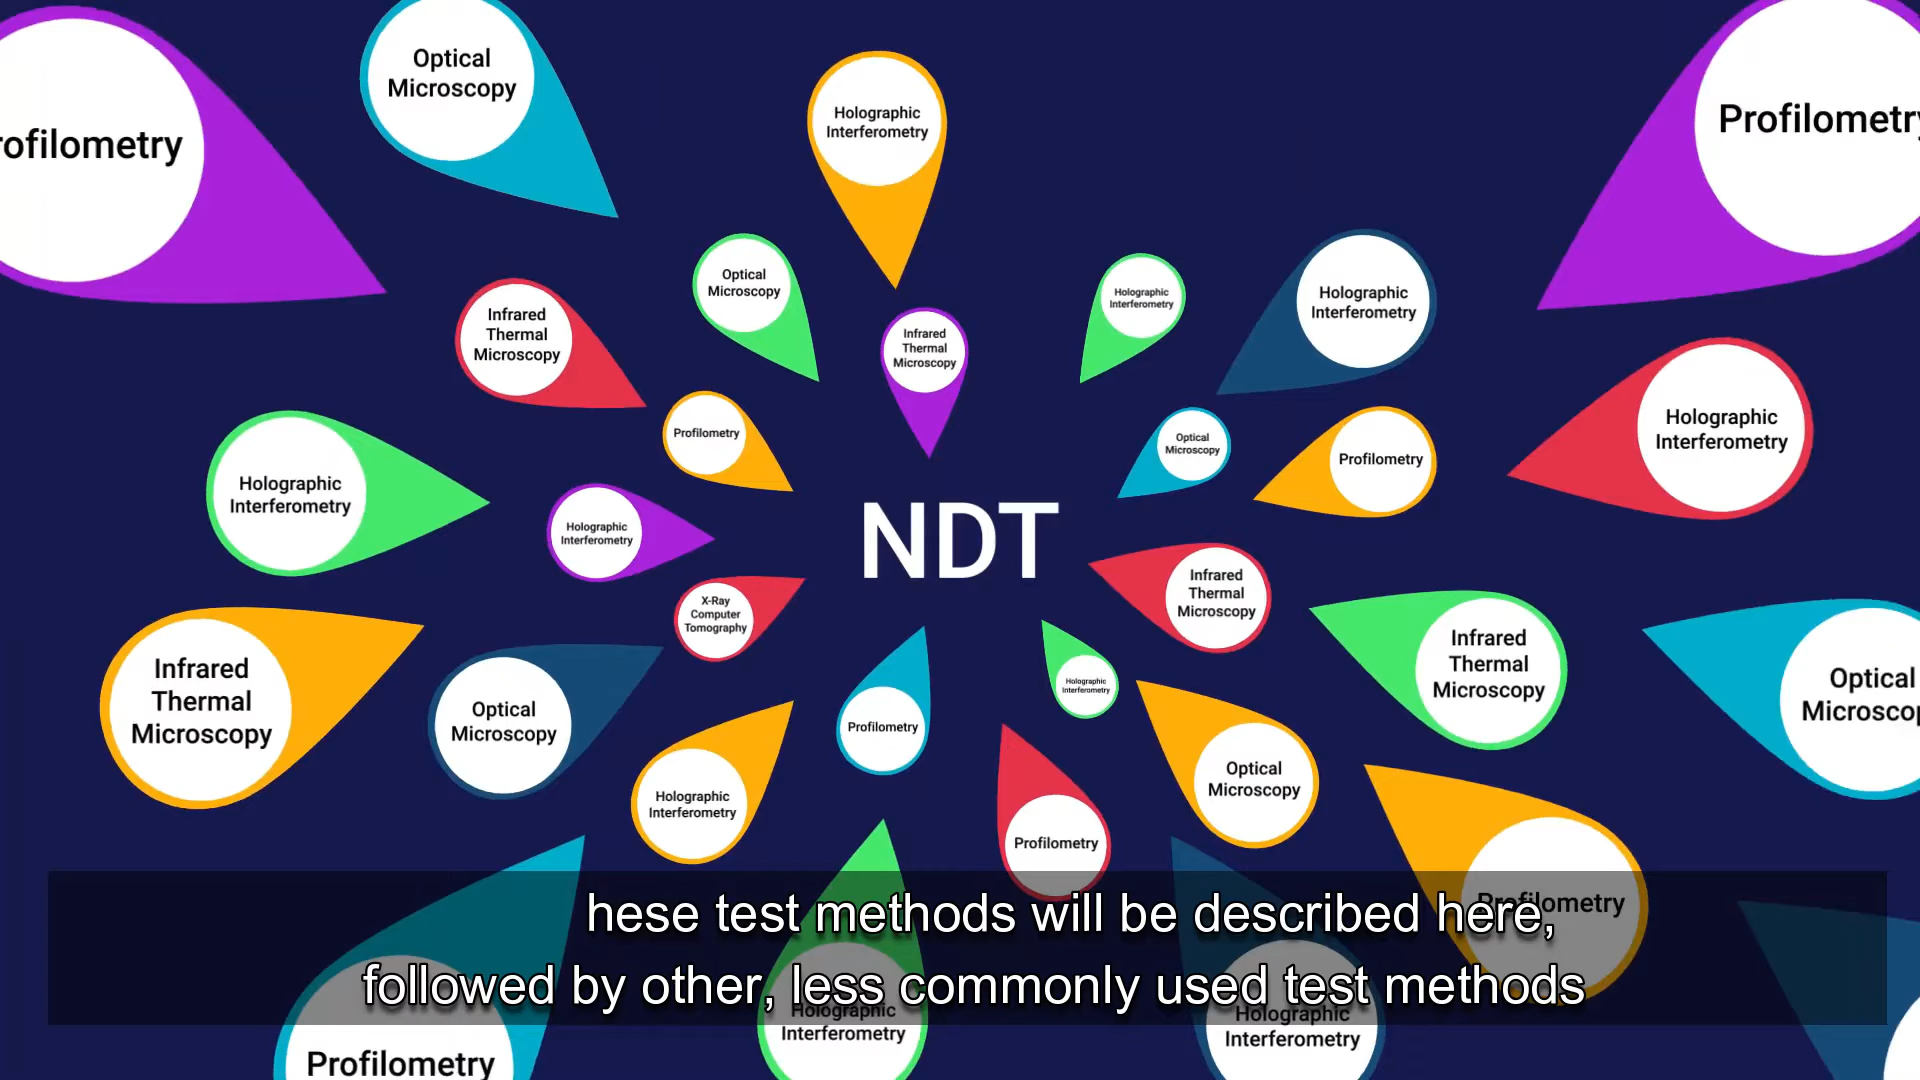 Optical
Microscopy
Holographic
Interferometry
rofilometry
Profilometry
Optical
Microscopy
Holographic
Interferometry
Holographic
Interferometry
Infrared
Thermal
Microscopy
Infrared
Thermal
Microscopy
Profilometry
Optical
Microscopy
Profilometry
Holographic
Interferometry
Holographic
Interferometry
Holographic
Interferometry
NDT
X-Ray
Computer
Tomography
Infrared
Thermal
Microscopy
Infrared
Thermal
Microscopy
Infrared
Thermal
Microscopy
Optical
Microscop
Optical
Microscopy
Profilometry
Holographic
Interferometry
Optical
Microscopy
Holographic
Interferometry
Profilometry
Profilometry
hese test methods will be described here,
followed by other, less commonly used test methods
Holographic
Interferometry
Holographic
Interferometry
Profilometry